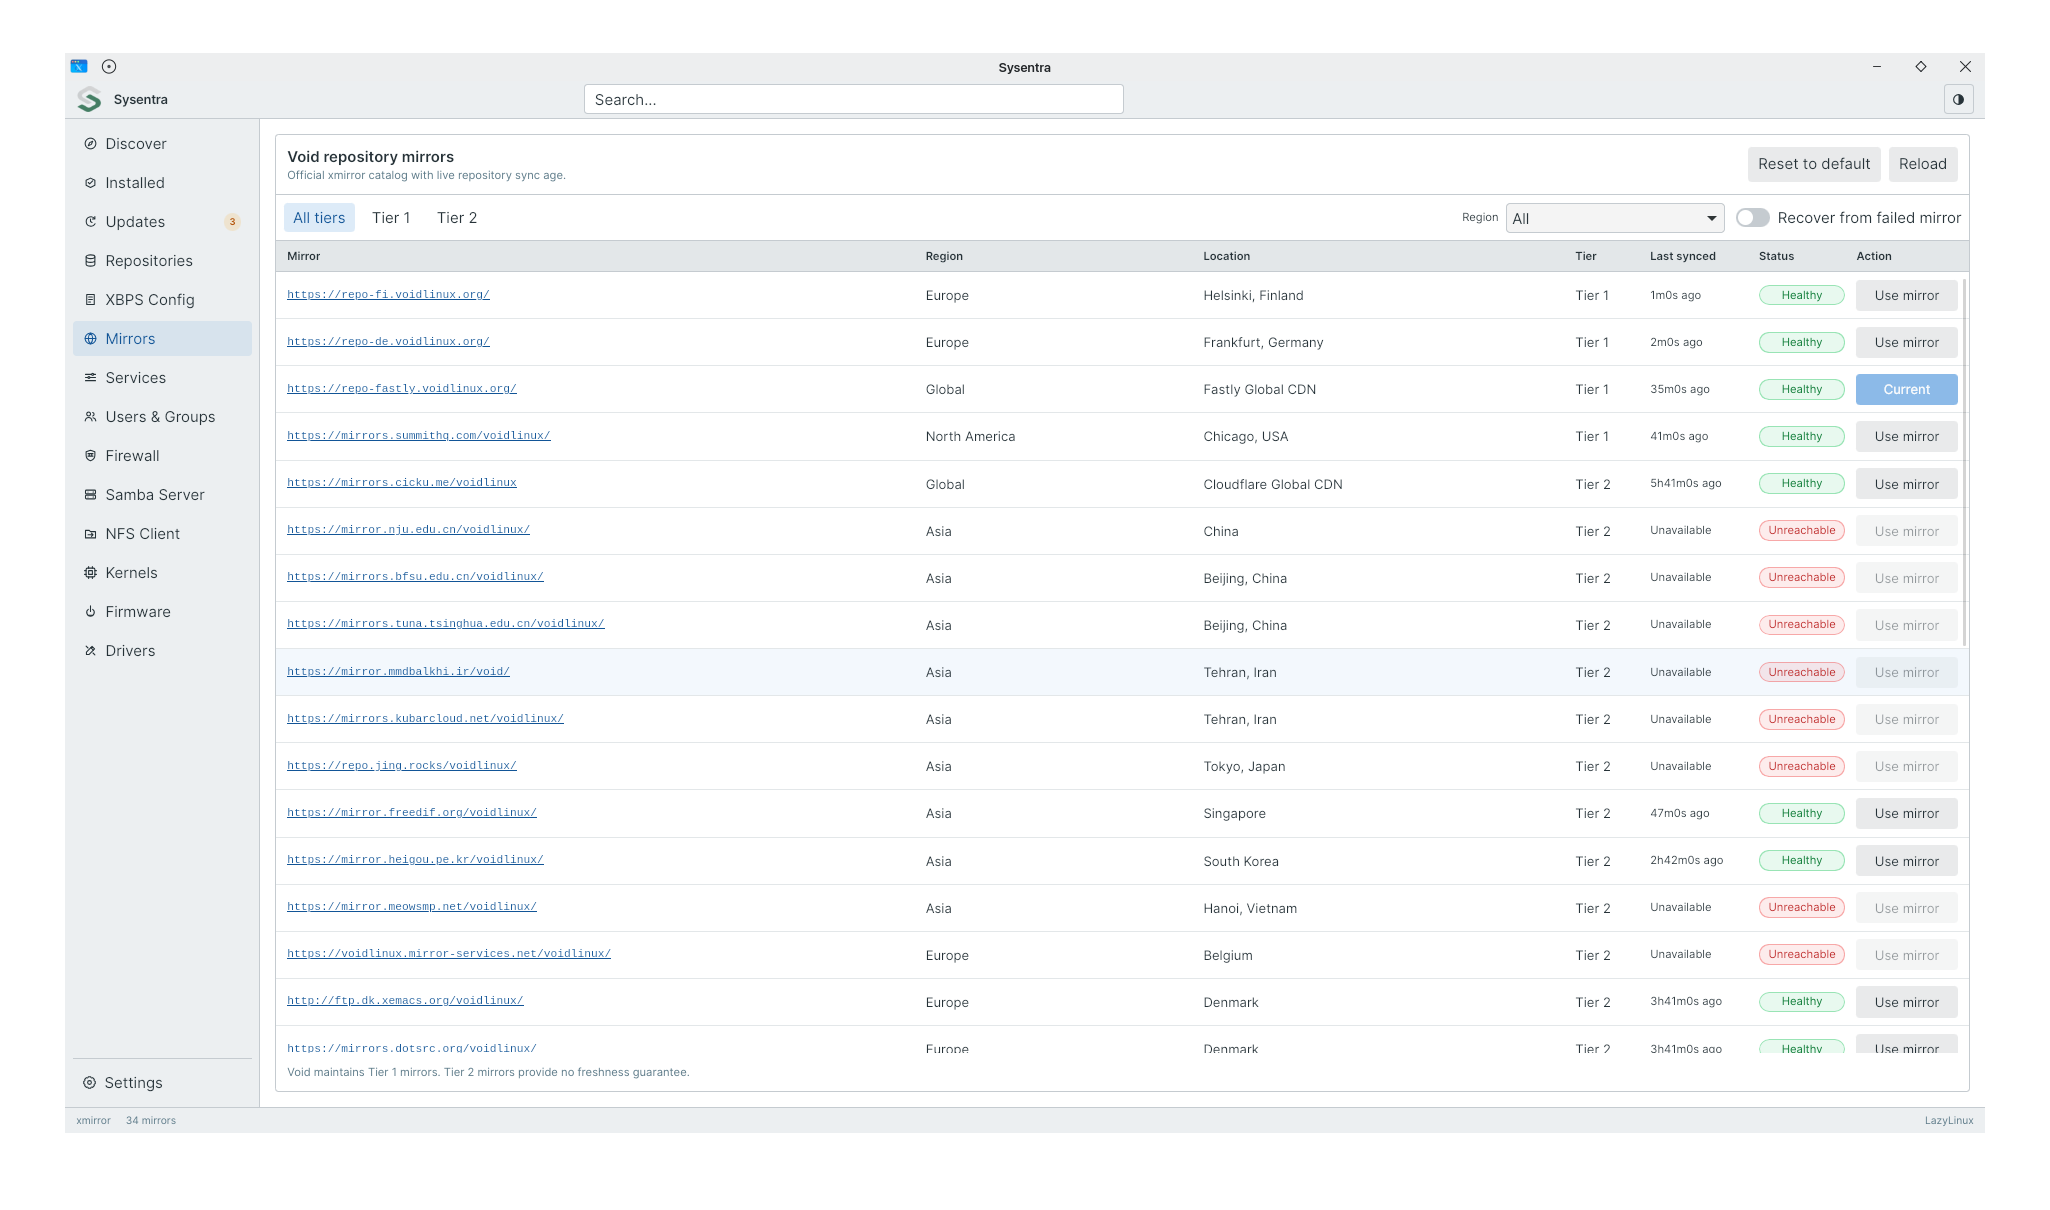 Sysentra
Sysentra
Search...
Discover
Installed
Updates 3
Repositories
XBPS Config
Mirrors
Services
Users & Groups
Firewall
Samba Server
NFS Client
Kernels
Firmware
Drivers
Settings
Void repository mirrors
Official xmirror catalog with live repository sync age.
Reset to default Reload
All tiers Tier 1 Tier 2 Region All Recover from failed mirror
Mirror Region Location Tier Last synced Status Action
https://repo-fi.voidlinux.org/ Europe Helsinki, Finland Tier 1 1m0s ago Healthy Use mirror
https://repo-de.voidlinux.org/ Europe Frankfurt, Germany Tier 1 2m0s ago Healthy Use mirror
https://repo-fastly.voidlinux.org/ Global Fastly Global CDN Tier 1 35m0s ago Healthy Current
https://mirrors.summithq.com/voidlinux/ North America Chicago, USA Tier 1 41m0s ago Healthy Use mirror
https://mirrors.cicku.me/voidlinux Global Cloudflare Global CDN Tier 2 5h41m0s ago Healthy Use mirror
https://mirror.nju.edu.cn/voidlinux/ Asia China Tier 2 Unavailable Unreachable Use mirror
https://mirrors.bfsu.edu.cn/voidlinux/ Asia Beijing, China Tier 2 Unavailable Unreachable Use mirror
https://mirrors.tuna.tsinghua.edu.cn/voidlinux/ Asia Beijing, China Tier 2 Unavailable Unreachable Use mirror
https://mirror.mmdbalkhi.ir/void/ Asia Tehran, Iran Tier 2 Unavailable Unreachable Use mirror
https://mirrors.kubarcloud.net/voidlinux/ Asia Tehran, Iran Tier 2 Unavailable Unreachable Use mirror
https://repo.jing.rocks/voidlinux/ Asia Tokyo, Japan Tier 2 Unavailable Unreachable Use mirror
https://mirror.freedif.org/voidlinux/ Asia Singapore Tier 2 47m0s ago Healthy Use mirror
https://mirror.heigou.pe.kr/voidlinux/ Asia South Korea Tier 2 2h42m0s ago Healthy Use mirror
https://mirror.meowsmp.net/voidlinux/ Asia Hanoi, Vietnam Tier 2 Unavailable Unreachable Use mirror
https://voidlinux.mirror-services.net/voidlinux/ Europe Belgium Tier 2 Unavailable Unreachable Use mirror
http://ftp.dk.xemacs.org/voidlinux/ Europe Denmark Tier 2 3h41m0s ago Healthy Use mirror
https://mirrors.dotsrc.org/voidlinux/ Europe Denmark Tier 2 3h41m0s ago Healthy Use mirror
Void maintains Tier 1 mirrors. Tier 2 mirrors provide no freshness guarantee.
xmirror 34 mirrors LazyLinux